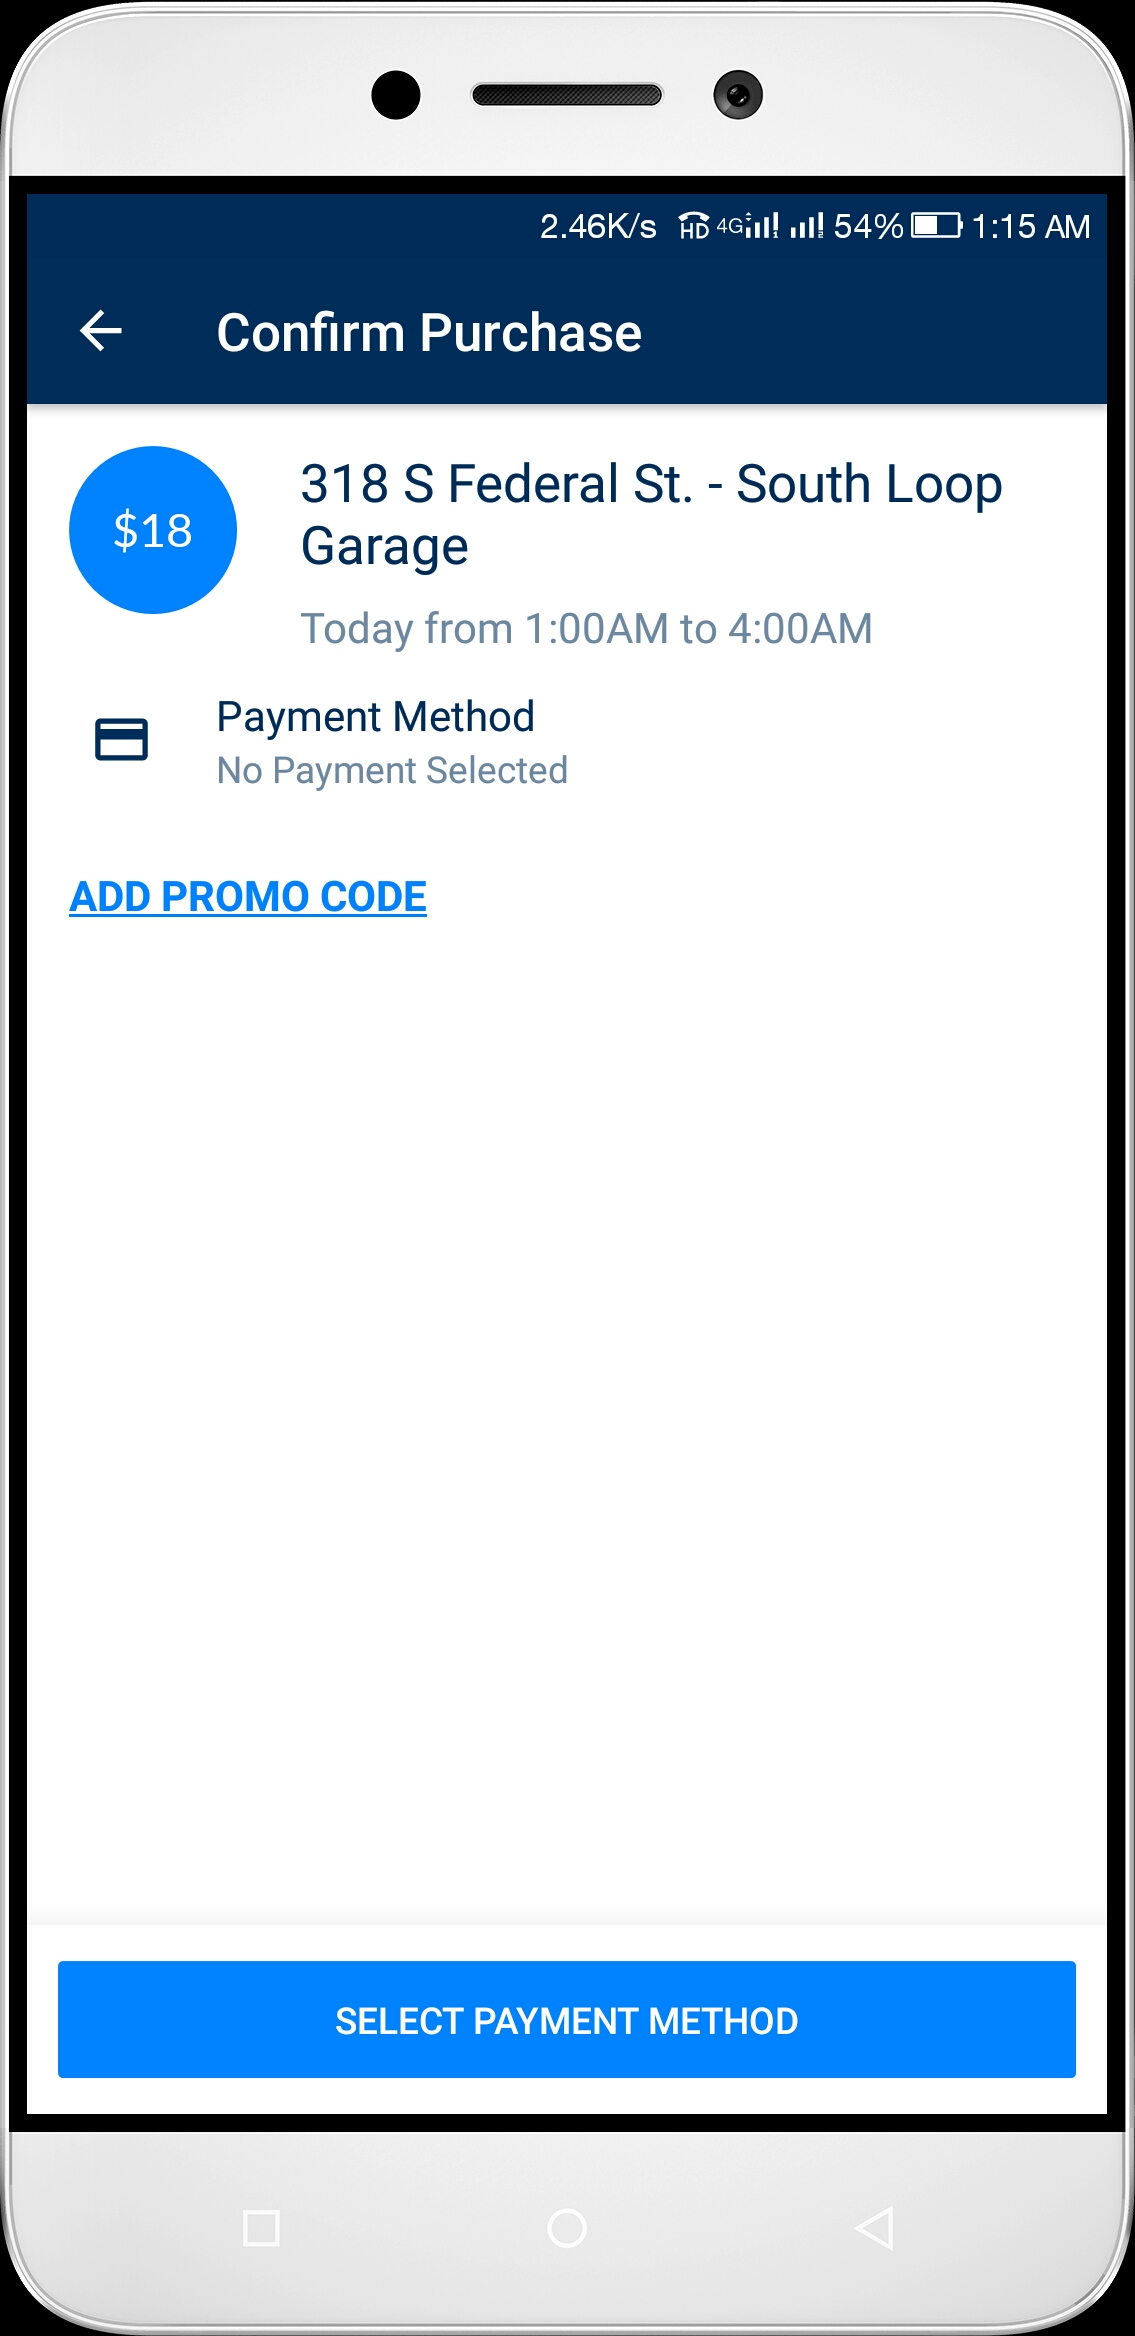 2.46K/s HD 4G 54% 1:15 AM
Confirm Purchase
$18
318 S Federal St. - South Loop
Garage
Today from 1:00AM to 4:00AM
Payment Method
No Payment Selected
ADD PROMO CODE
SELECT PAYMENT METHOD